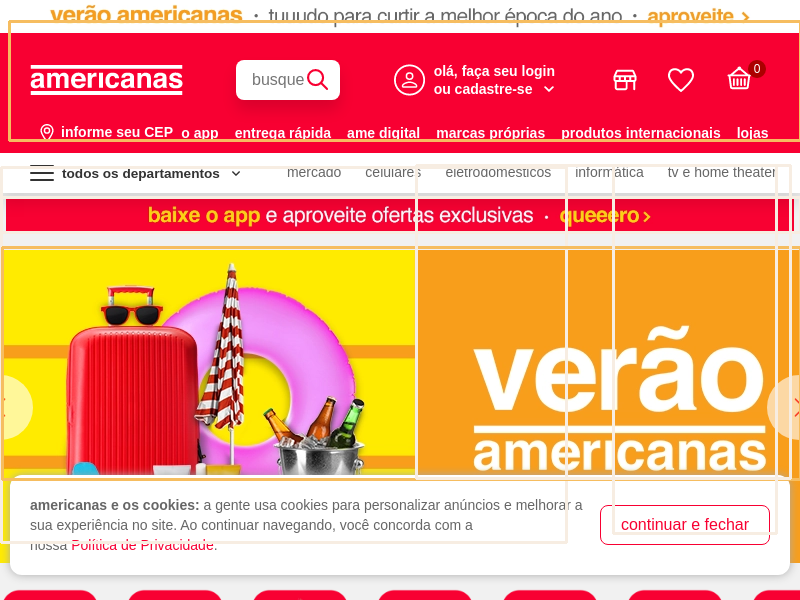 verão americanas · tuuudo para curtir a melhor época do ano · aproveite >
americanas
busque
olá, faça seu login
ou cadastre-se
0
informe seu CEP o app entrega rápida ame digital marcas próprias produtos internacionais lojas
todos os departamentos mercado celulares eletrodomésticos informática tv e home theater
baixe o app e aproveite ofertas exclusivas · queeero >
verão
americanas
americanas e os cookies: a gente usa cookies para personalizar anúncios e melhorar a
sua experiência no site. Ao continuar navegando, você concorda com a
nossa Política de Privacidade.
continuar e fechar